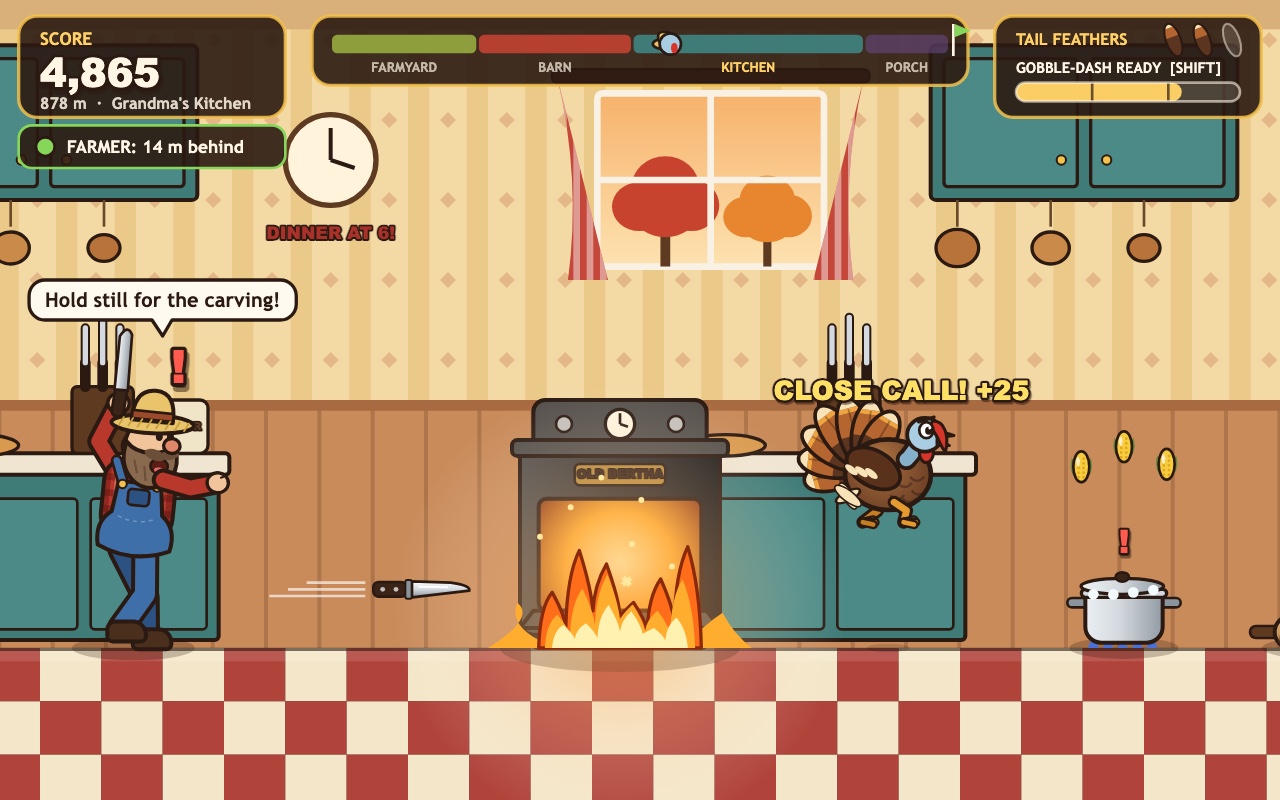 SCORE
4,865
878 m · Grandma's Kitchen
FARMER: 14 m behind
FARMYARD
BARN
KITCHEN
PORCH
TAIL FEATHERS
GOBBLE-DASH READY [SHIFT]
DINNER AT 6!
Hold still for the carving!
!
CLOSE CALL! +25
OLD BERTHA
!